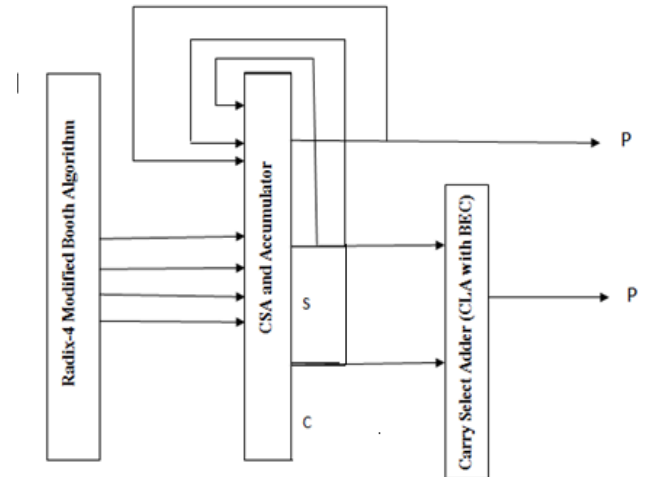 Radix-4 Modified Booth Algorithm
CSA and Accumulator
P
S
C
Carry Select Adder (CLA with BEC)
P